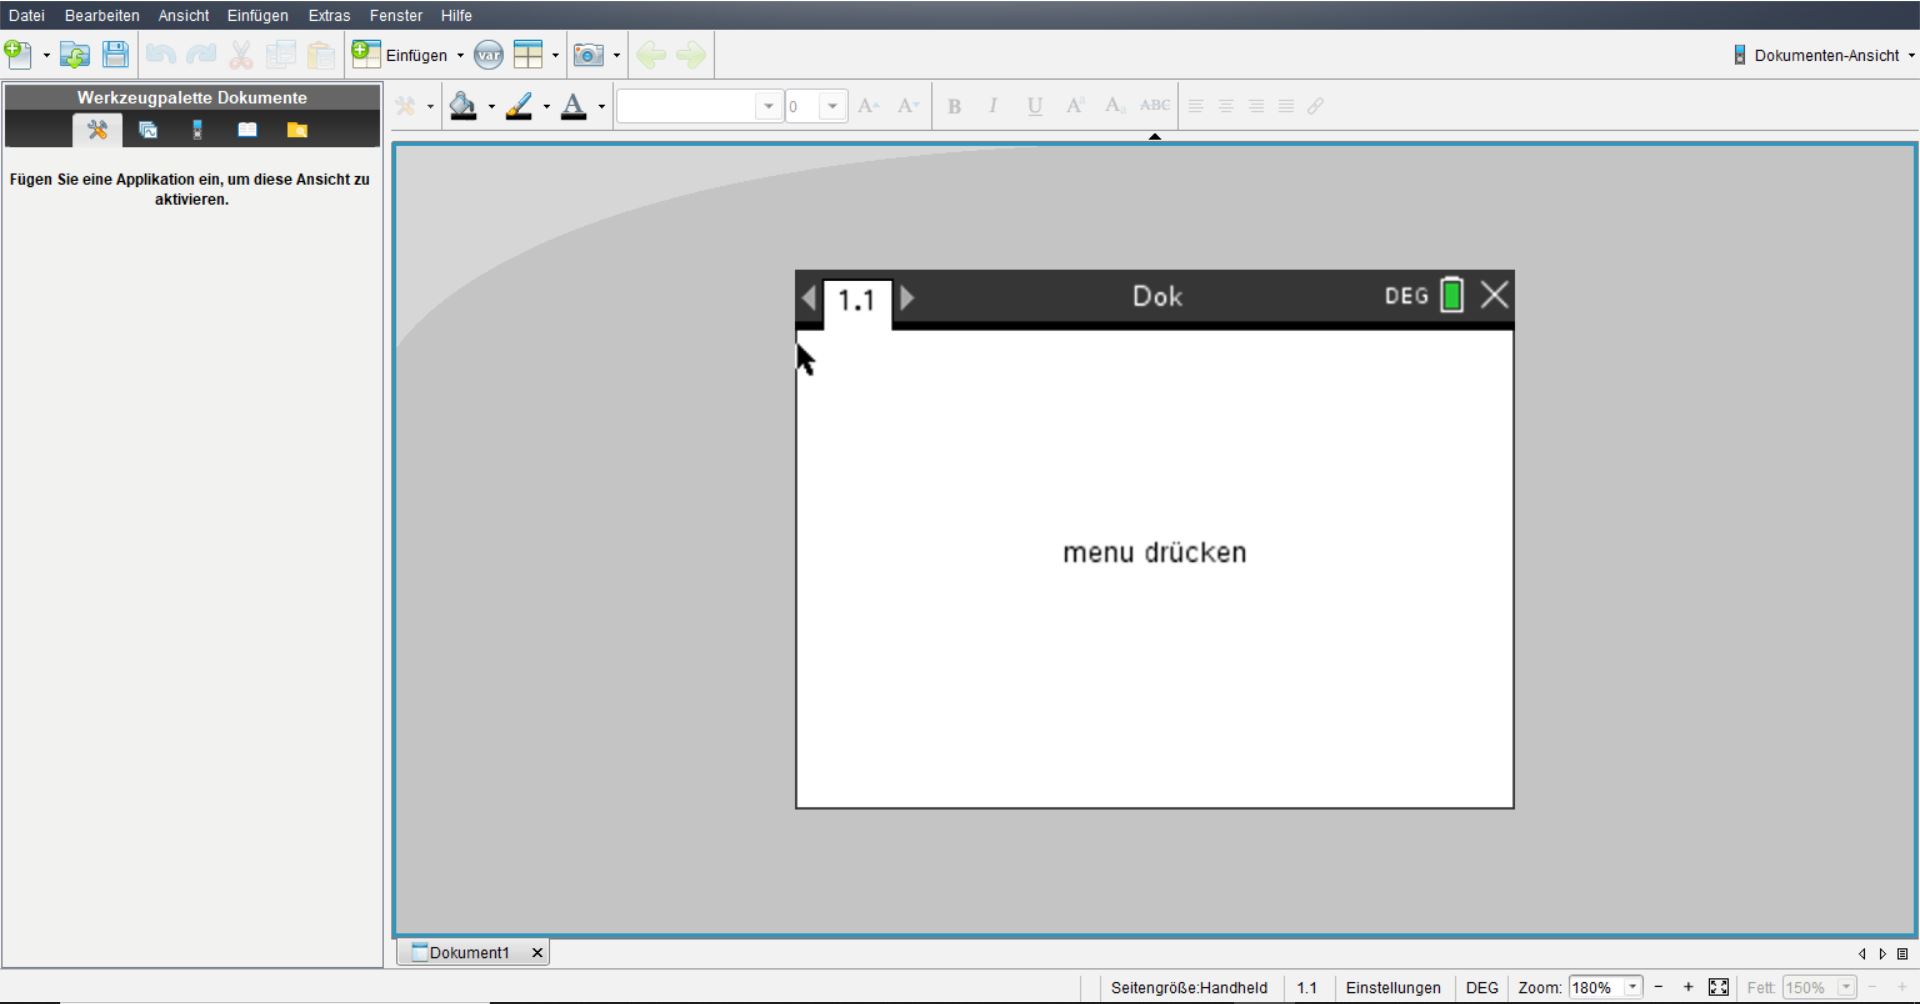 Datei Bearbeiten Ansicht Einfügen Extras Fenster Hilfe
Einfügen var Dokumenten-Ansicht
Werkzeugpalette Dokumente
0 A A B I U Aa Aa ABC
Fügen Sie eine Applikation ein, um diese Ansicht zu
aktivieren.
1.1 Dok DEG
menu drücken
Dokument1
Seitengröße:Handheld 1.1 Einstellungen DEG Zoom: 180% - + Fett: 150% - +